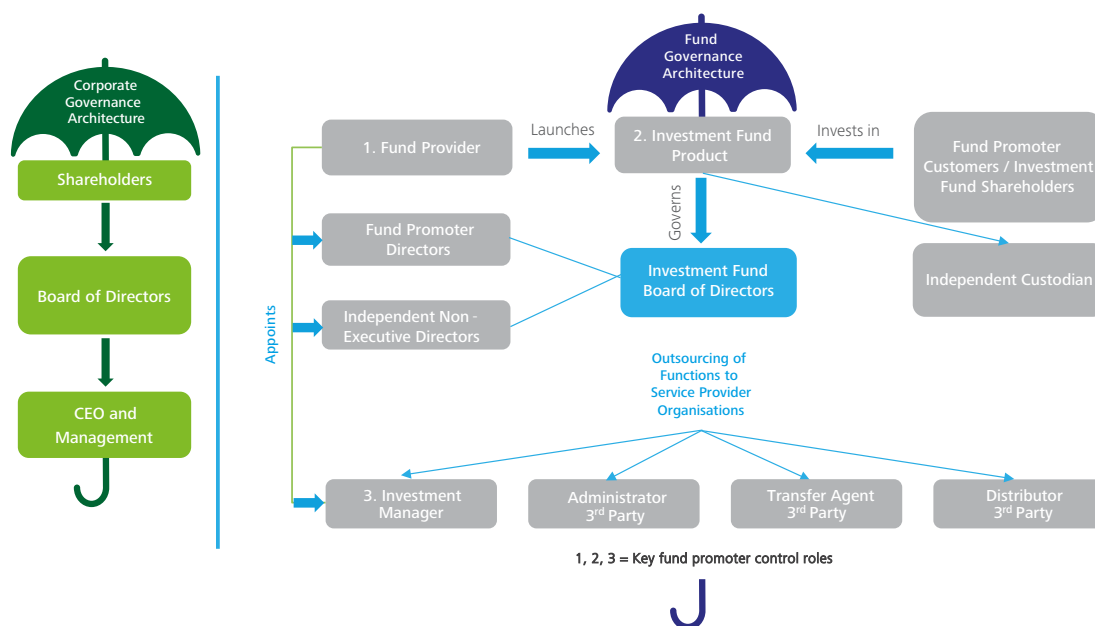 Corporate
Governance
Architecture
Shareholders
Board of Directors
CEO and
Management
Fund
Governance
Architecture
1. Fund Provider
Launches
2. Investment Fund
Product
Invests in
Fund Promoter
Customers / Investment
Fund Shareholders
Governs
Fund Promoter
Directors
Investment Fund
Board of Directors
Independent Custodian
Independent Non -
Executive Directors
Appoints
Outsourcing of
Functions to
Service Provider
Organisations
3. Investment
Manager
Administrator
3rd Party
Transfer Agent
3rd Party
Distributor
3rd Party
1, 2, 3 = Key fund promoter control roles